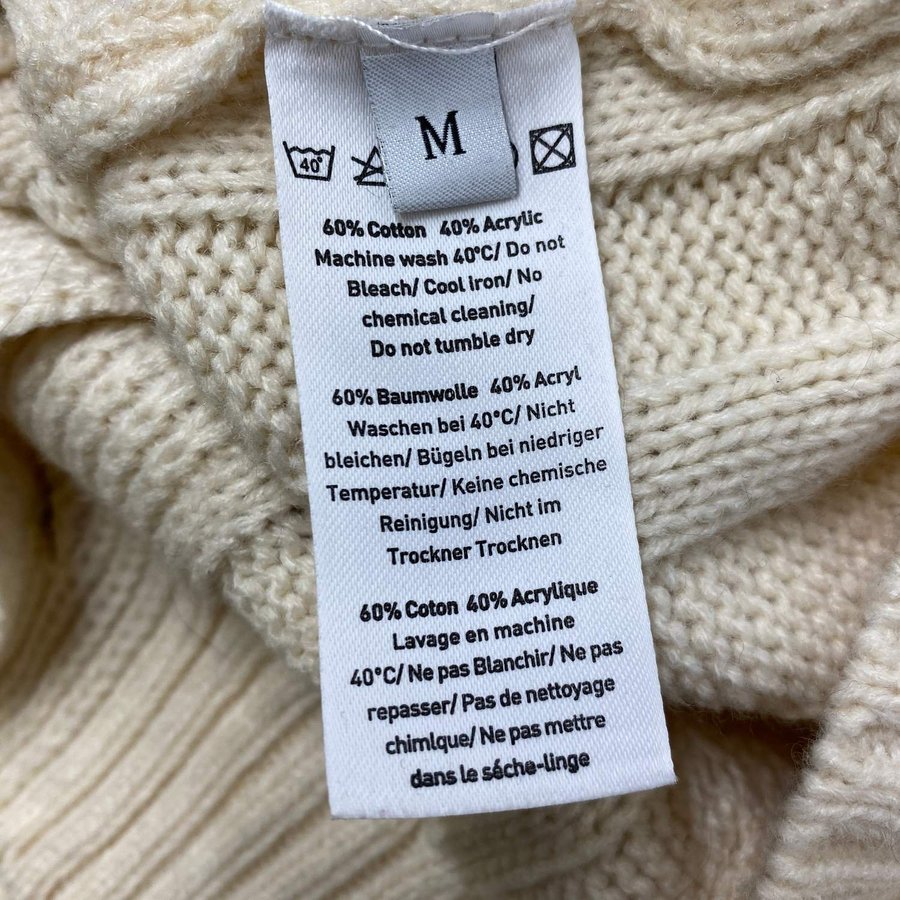 M
40°
60% Cotton 40% Acrylic
Machine wash 40°C/ Do not
Bleach/ Cool iron/ No
chemical cleaning/
Do not tumble dry
60% Baumwolle 40% Acryl
Waschen bei 40°C/ Nicht
bleichen/ Bügeln bei niedriger
Temperatur/ Keine chemische
Reinigung/ Nicht im
Trockner Trocknen
60% Coton 40% Acrylique
Lavage en machine
40°C/ Ne pas Blanchir/ Ne pas
repasser/ Pas de nettoyage
chimlque/ Ne pas mettre
dans le séche-linge